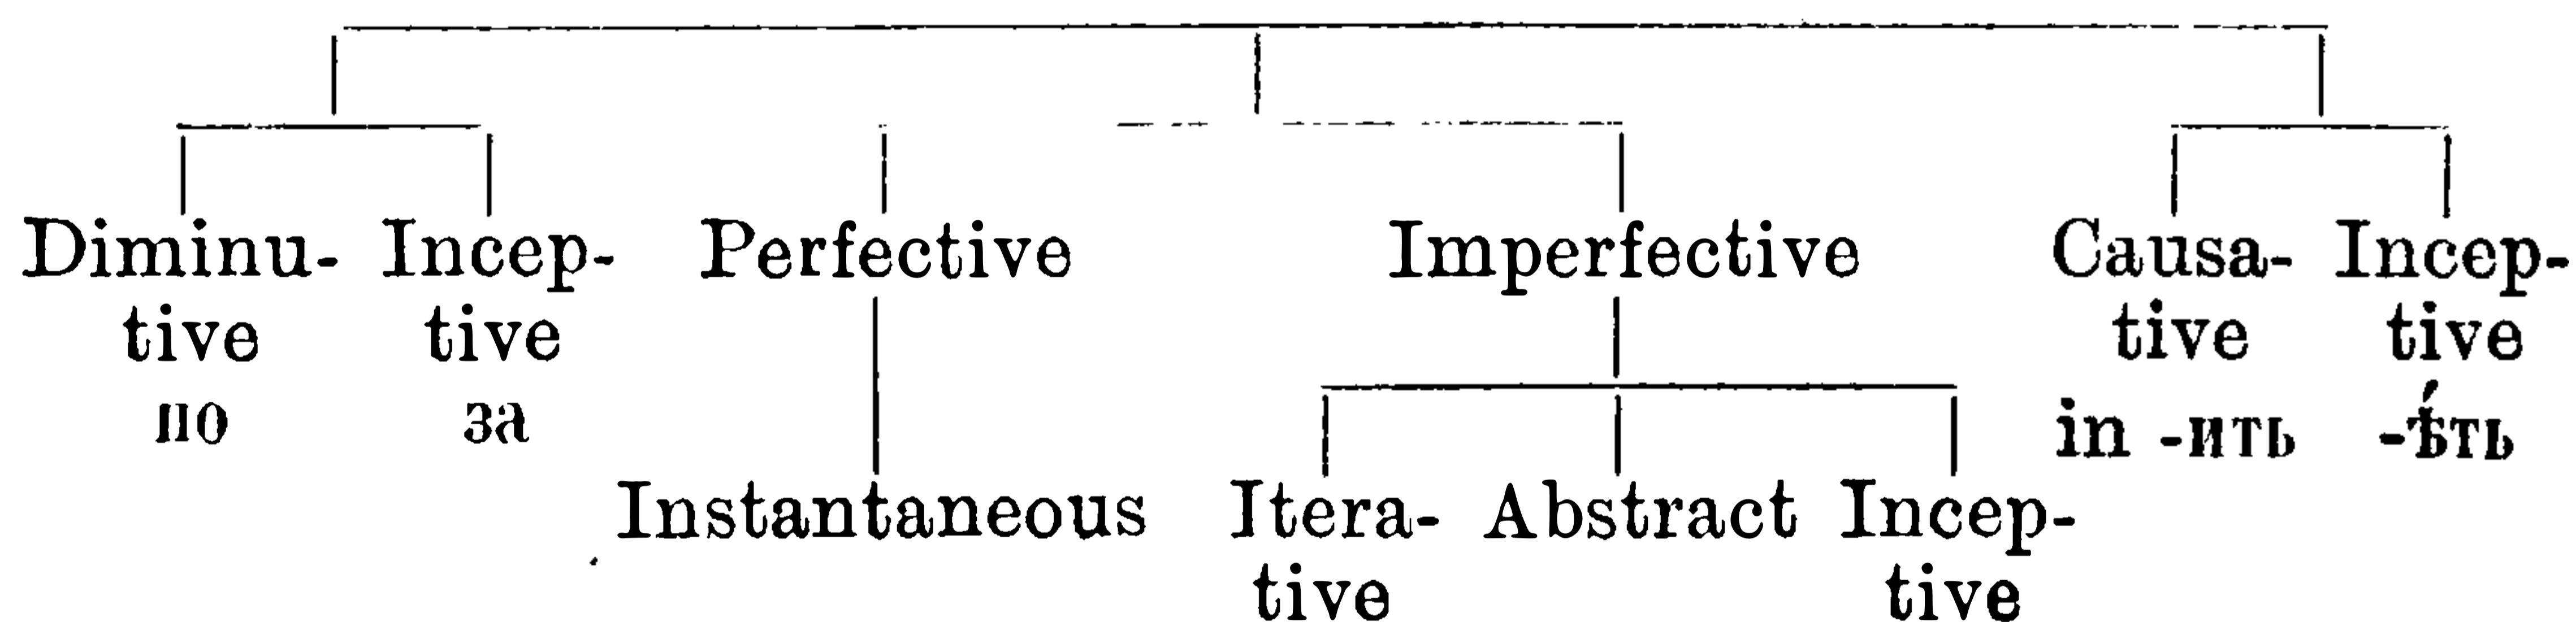 Diminu- Incep- Perfective Imperfective Causa- Incep-
tive tive tive tive
по за in -ить -ѣ́ть
Instantaneous Itera- Abstract Incep-
tive tive